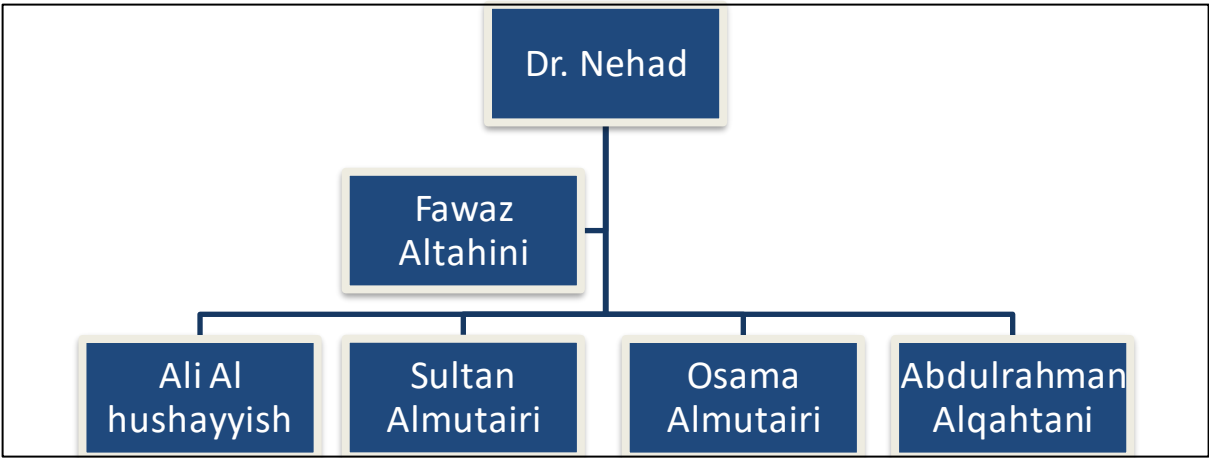 Dr. Nehad
Fawaz
Altahini
Ali Al
hushayyish
Sultan
Almutairi
Osama
Almutairi
Abdulrahman
Alqahtani